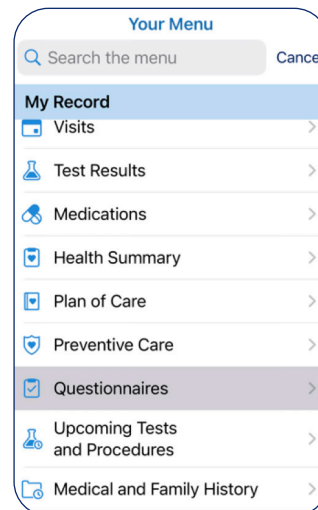 Your Menu
Search the menu
Cance
My Record
Visits
Test Results
Medications
Health Summary
Plan of Care
Preventive Care
Questionnaires
Upcoming Tests
and Procedures
Medical and Family History